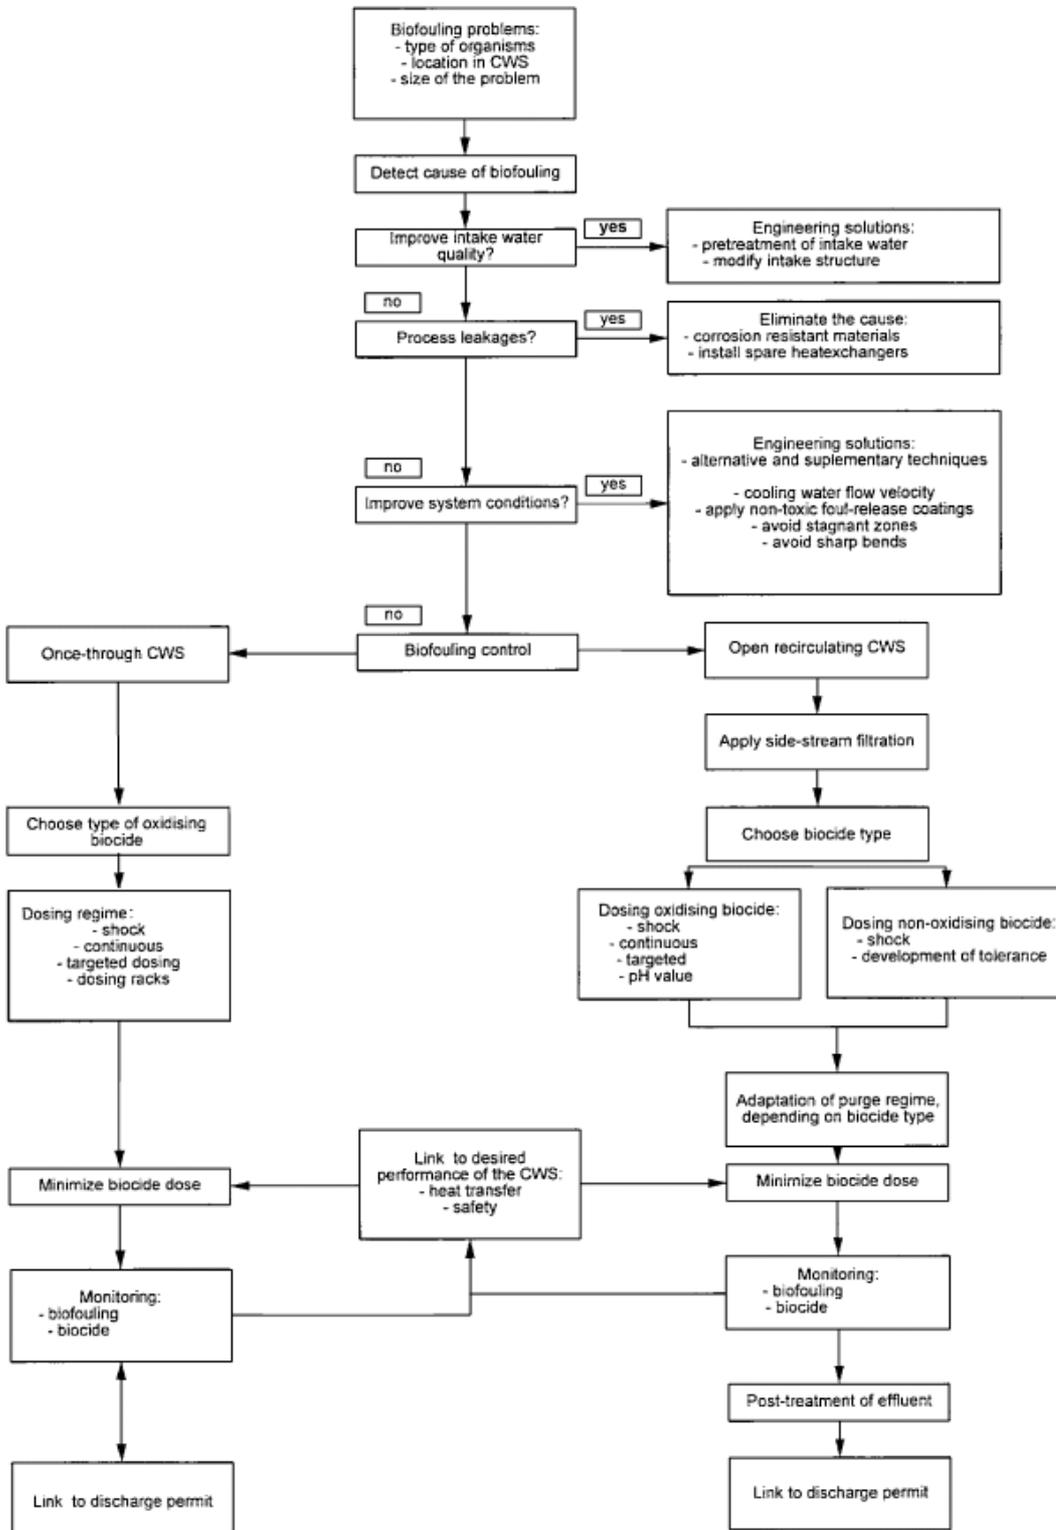 Biofouling problems:
- type of organisms
- location in CWS
- size of the problem
Detect cause of biofouling
Improve intake water
quality?
yes
Engineering solutions:
- pretreatment of intake water
- modify intake structure
no
Process leakages?
yes
Eliminate the cause:
- corrosion resistant materials
- install spare heatexchangers
no
Improve system conditions?
yes
Engineering solutions:
- alternative and suplementary techniques
- cooling water flow velocity
- apply non-toxic foul-release coatings
- avoid stagnant zones
- avoid sharp bends
no
Biofouling control
Once-through CWS
Open recirculating CWS
Apply side-stream filtration
Choose type of oxidising
biocide
Choose biocide type
Dosing regime:
- shock
- continuous
- targeted dosing
- dosing racks
Dosing oxidising biocide:
- shock
- continuous
- targeted
- pH value
Dosing non-oxidising biocide:
- shock
- development of tolerance
Adaptation of purge regime,
depending on biocide type
Minimize biocide dose
Link to desired
performance of the CWS:
- heat transfer
- safety
Minimize biocide dose
Monitoring:
- biofouling
- biocide
Monitoring:
- biofouling
- biocide
Post-treatment of effluent
Link to discharge permit
Link to discharge permit